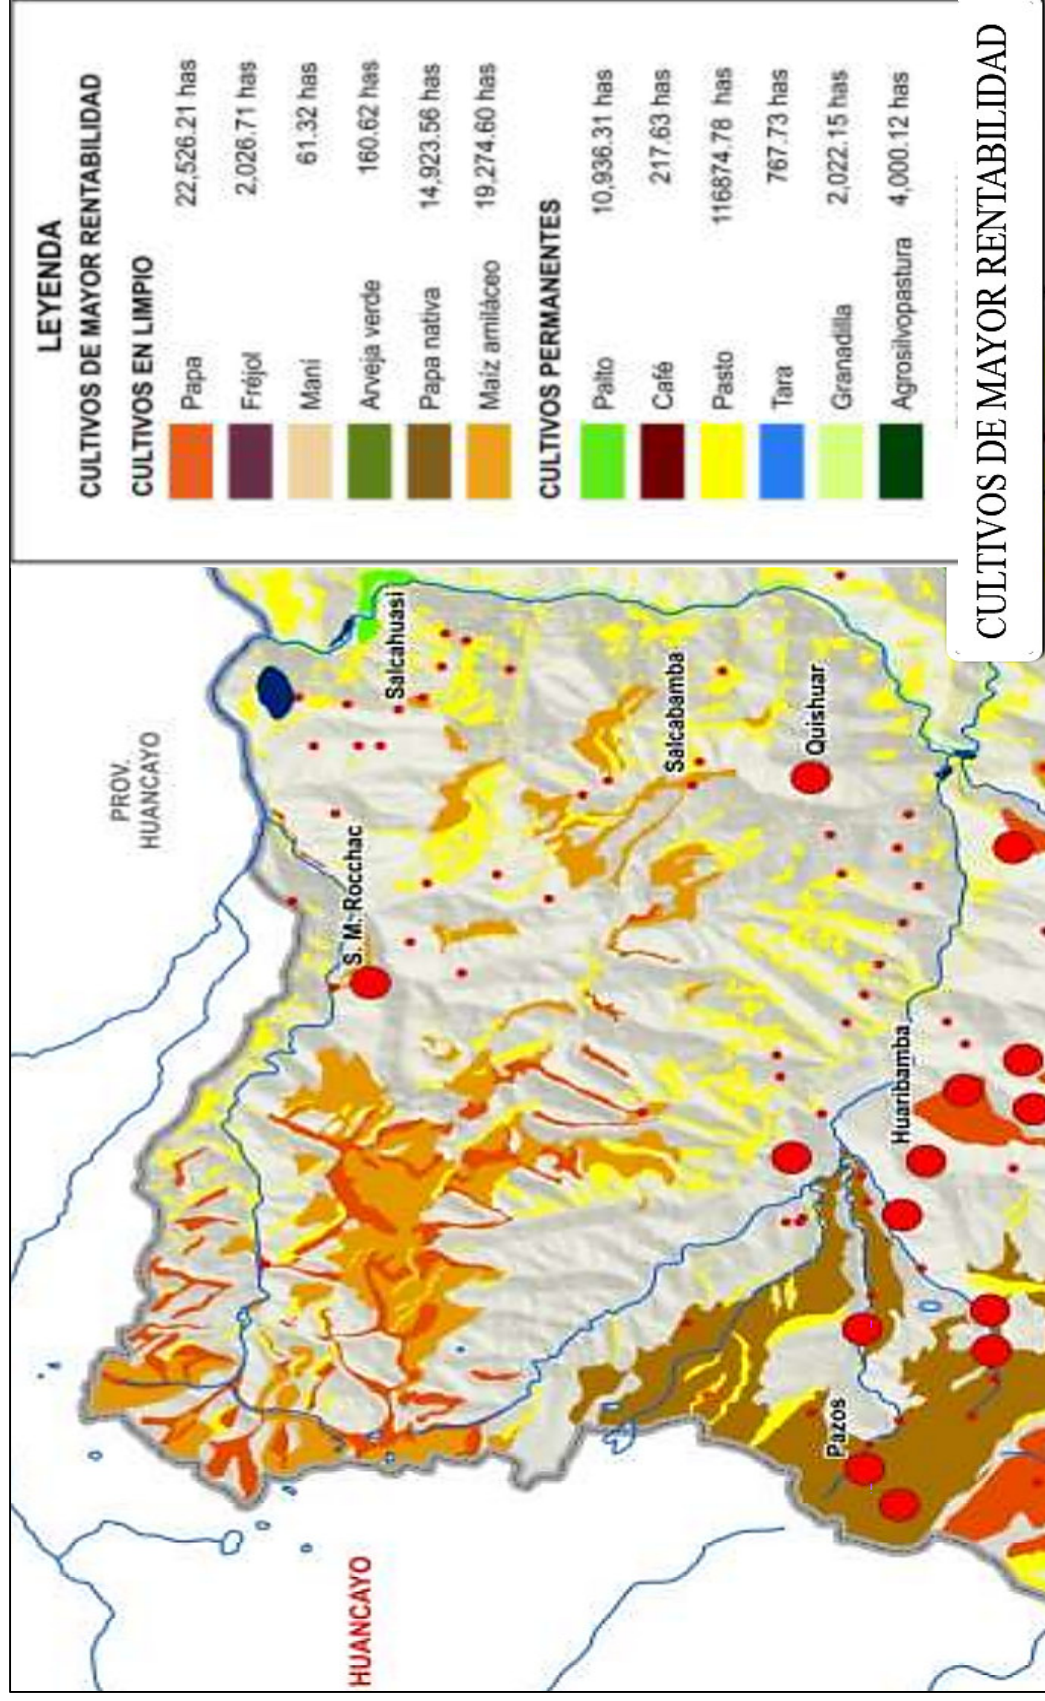 PROV.
HUANCAYO
S. M. Rocchac
Salcahuasi
Salcabamba
Quishuar
Huaribamba
Pazos
HUANCAYO
LEYENDA
CULTIVOS DE MAYOR RENTABILIDAD
CULTIVOS EN LIMPIO
Papa 22,526.21 has
Fréjol 2,026.71 has
Maní 61.32 has
Arveja verde 160.62 has
Papa nativa 14,923.56 has
Maíz amiláceo 19,274.60 has
CULTIVOS PERMANENTES
Palto 10,936.31 has
Café 217.63 has
Pasto 116874.78 has
Tara 767.73 has
Granadilla 2,022.15 has
Agrosilvopastura 4,000.12 has
CULTIVOS DE MAYOR RENTABILIDAD